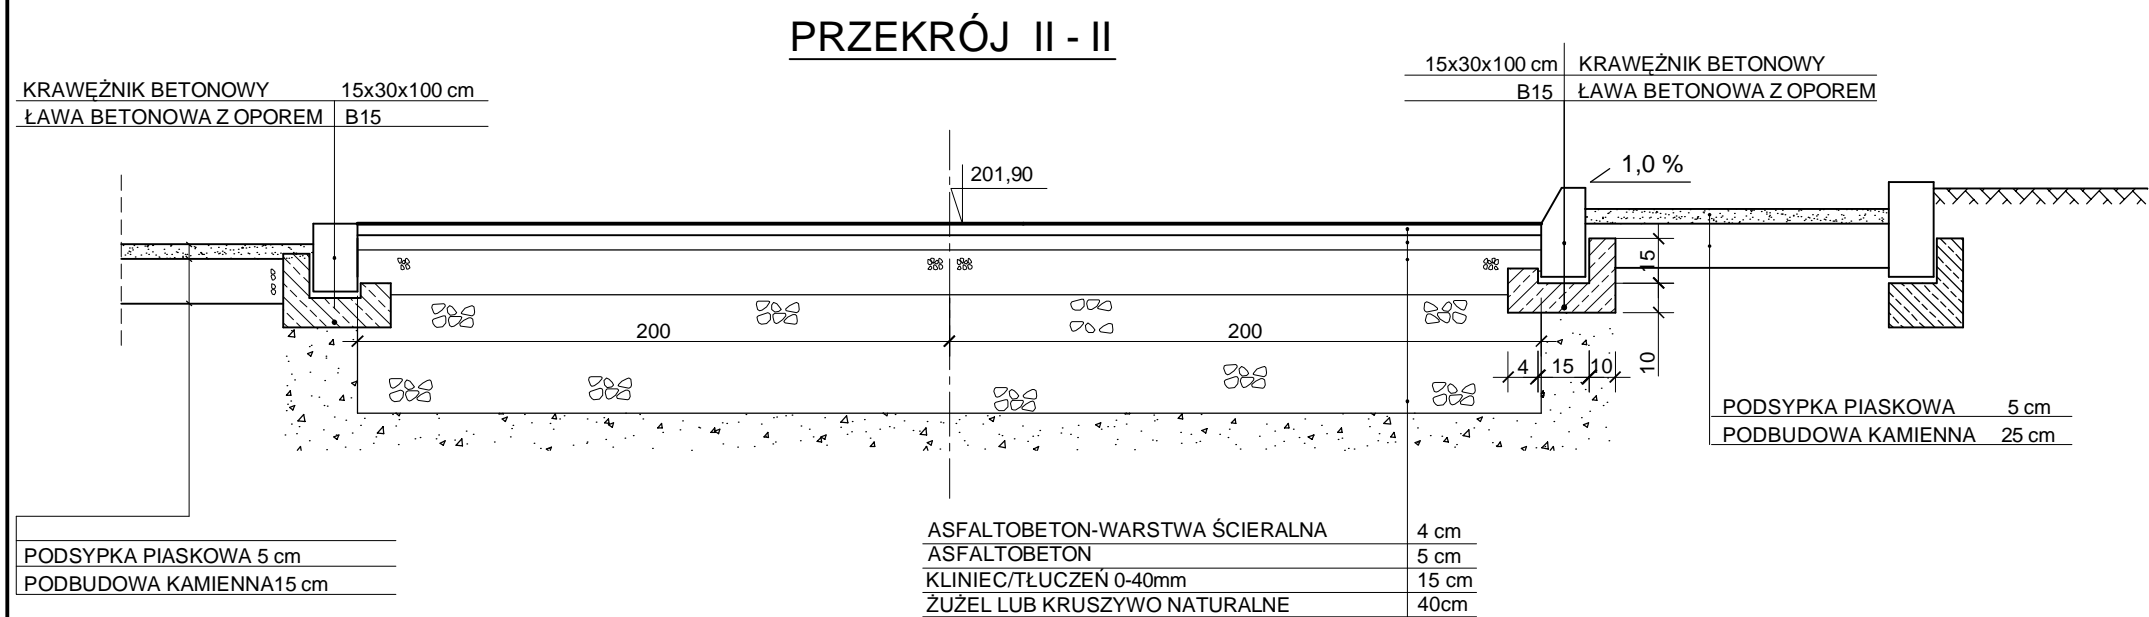 PRZEKRÓJ II - II
KRAWĘŻNIK BETONOWY 15x30x100 cm
ŁAWA BETONOWA Z OPOREM B15
15x30x100 cm KRAWĘŻNIK BETONOWY
B15 ŁAWA BETONOWA Z OPOREM
201,90
1,0 %
200
200
15
10
4 15 10
PODSYPKA PIASKOWA 5 cm
PODBUDOWA KAMIENNA 25 cm
PODSYPKA PIASKOWA 5 cm
PODBUDOWA KAMIENNA15 cm
ASFALTOBETON-WARSTWA ŚCIERALNA 4 cm
ASFALTOBETON 5 cm
KLINIEC/TŁUCZEŃ 0-40mm 15 cm
ŻUŻEL LUB KRUSZYWO NATURALNE 40cm